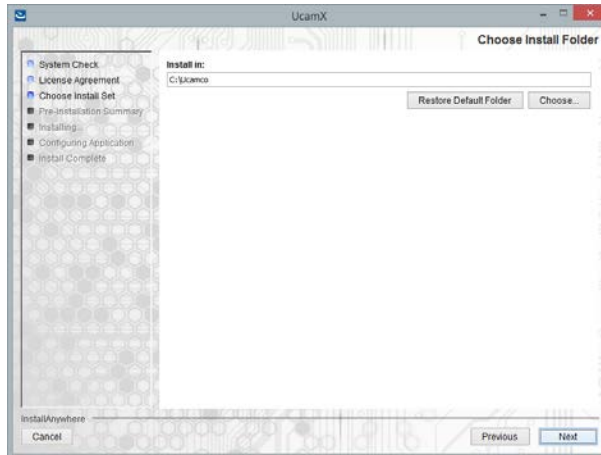 UcamX
Choose Install Folder
System Check
License Agreement
Choose Install Set
Pre-Installation Summary
Installing...
Configuring Application
Install Complete
Install in:
C:\Ucamco
Restore Default Folder
Choose...
InstallAnywhere
Cancel
Previous
Next